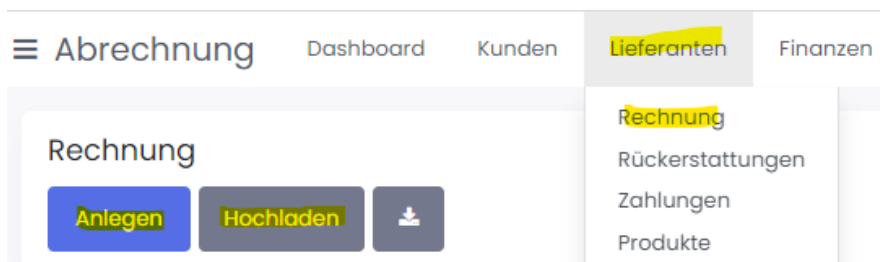 Abrechnung Dashboard Kunden Lieferanten Finanzen
Rechnung
Rückerstattungen
Zahlungen
Produkte
Rechnung
Anlegen Hochladen